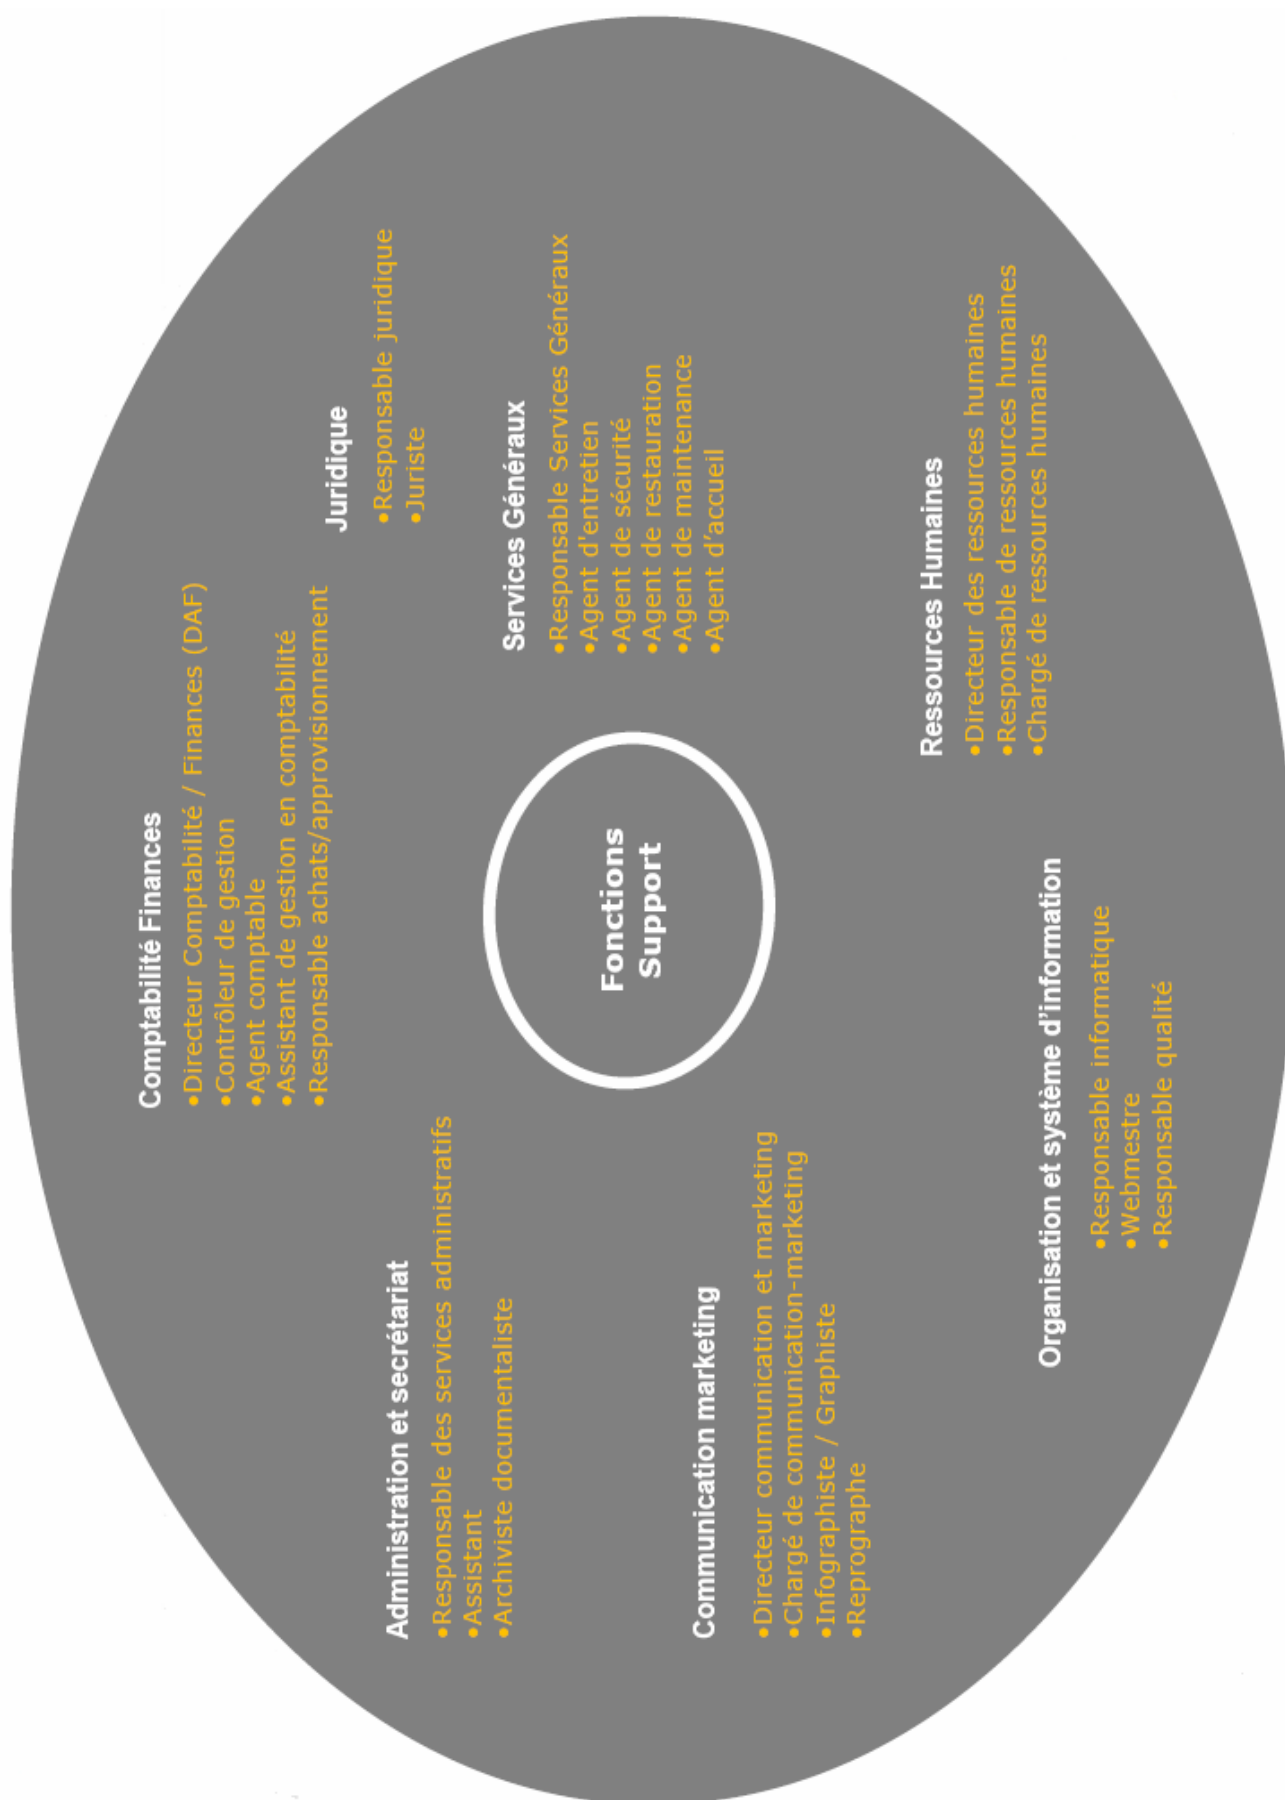 Comptabilité Finances
•Directeur Comptabilité / Finances (DAF)
•Contrôleur de gestion
•Agent comptable
•Assistant de gestion en comptabilité
•Responsable achats/approvisionnement
Juridique
•Responsable juridique
•Juriste
Administration et secrétariat
•Responsable des services administratifs
•Assistant
•Archiviste documentaliste
Fonctions
Support
Services Généraux
•Responsable Services Généraux
•Agent d'entretien
•Agent de sécurité
•Agent de restauration
•Agent de maintenance
•Agent d’accueil
Communication marketing
•Directeur communication et marketing
•Chargé de communication-marketing
•Infographiste / Graphiste
•Reprographe
Ressources Humaines
•Directeur des ressources humaines
•Responsable de ressources humaines
•Chargé de ressources humaines
Organisation et système d’information
•Responsable informatique
•Webmestre
•Responsable qualité